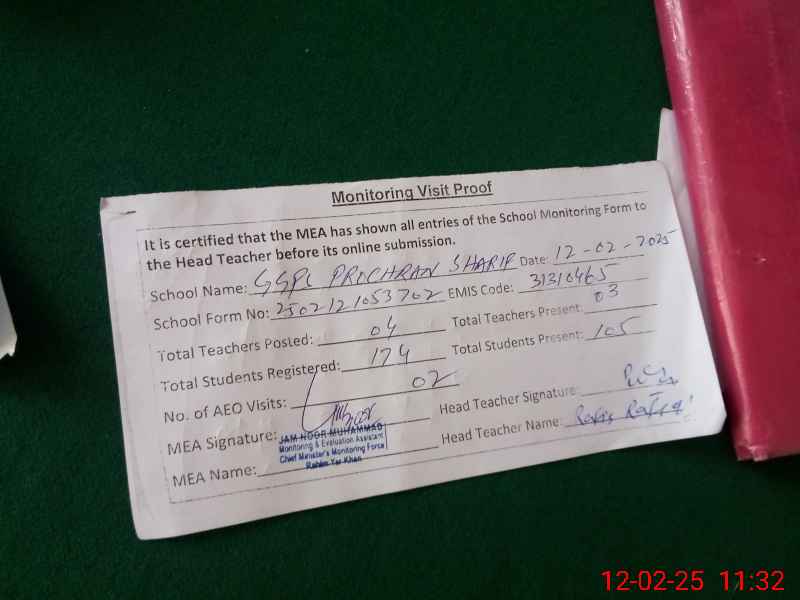 Monitoring Visit Proof
It is certified that the MEA has shown all entries of the School Monitoring Form to
the Head Teacher before its online submission.
School Name: GGPS PROCHRAN SHARIF Date: 12-02-2025
School Form No: 2502121053702 EMIS Code: 31310465
Total Teachers Posted: 04 Total Teachers Present: 03
Total Students Registered: 174 Total Students Present: 105
No. of AEO Visits: 02
MEA Signature: Head Teacher Signature:
JAM NOOR MUHAMMAD
Monitoring & Evaluation Assistant
Chief Minister's Monitoring Force
Rahim Yar Khan
MEA Name: Head Teacher Name:
12-02-25 11:32